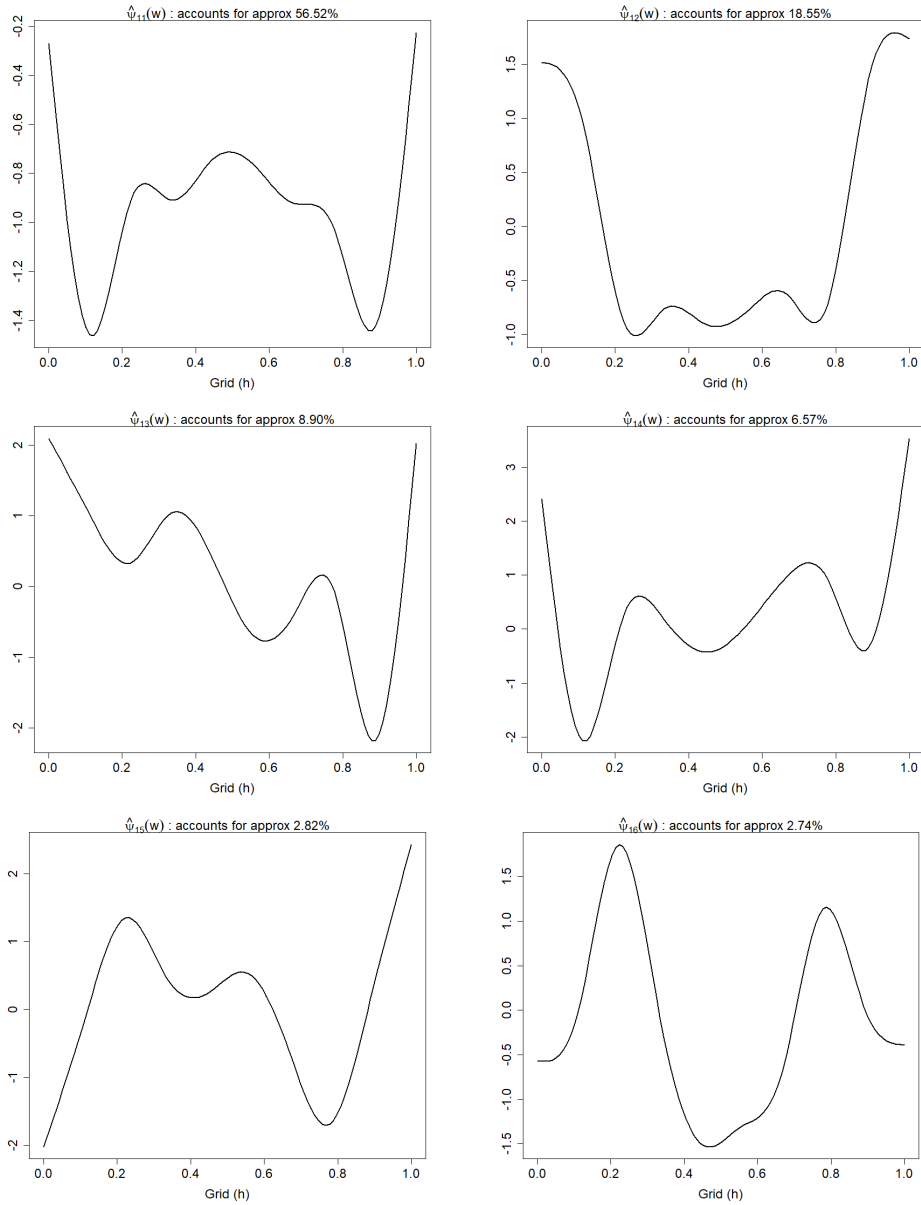 ψ̂₁₁(w) : accounts for approx 56.52%
-0.2
-0.4
-0.6
-0.8
-1.0
-1.2
-1.4
0.0 0.2 0.4 0.6 0.8 1.0
Grid (h)
ψ̂₁₂(w) : accounts for approx 18.55%
1.5
1.0
0.5
0.0
-0.5
-1.0
0.0 0.2 0.4 0.6 0.8 1.0
Grid (h)
ψ̂₁₃(w) : accounts for approx 8.90%
2
1
0
-1
-2
0.0 0.2 0.4 0.6 0.8 1.0
Grid (h)
ψ̂₁₄(w) : accounts for approx 6.57%
3
2
1
0
-1
-2
0.0 0.2 0.4 0.6 0.8 1.0
Grid (h)
ψ̂₁₅(w) : accounts for approx 2.82%
2
1
0
-1
-2
0.0 0.2 0.4 0.6 0.8 1.0
Grid (h)
ψ̂₁₆(w) : accounts for approx 2.74%
1.5
1.0
0.5
0.0
-0.5
-1.0
-1.5
0.0 0.2 0.4 0.6 0.8 1.0
Grid (h)